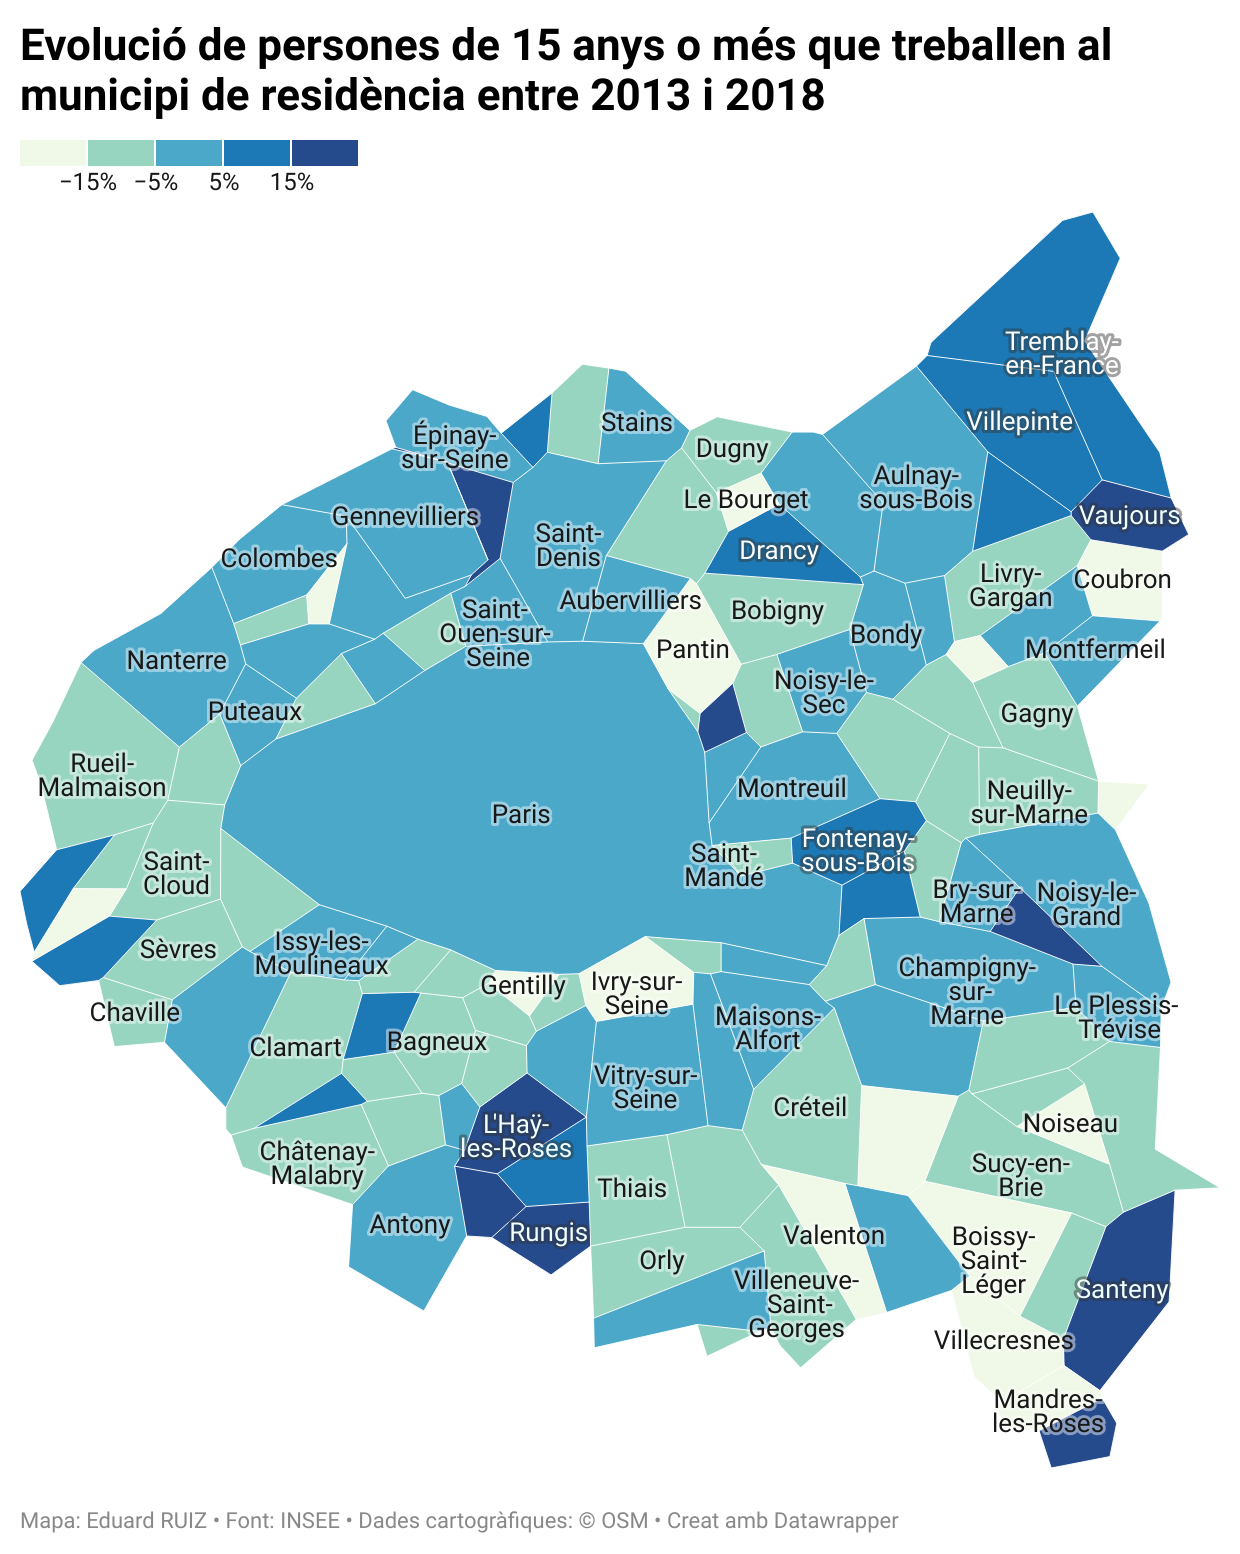 Evolució de persones de 15 anys o més que treballen al
municipi de residència entre 2013 i 2018
−15% −5% 5% 15%
Tremblay-
en-France
Villepinte
Stains
Épinay-
sur-Seine
Dugny
Aulnay-
sous-Bois
Le Bourget
Gennevilliers
Vaujours
Saint-
Denis
Drancy
Colombes
Livry-
Gargan
Coubron
Aubervilliers
Saint-
Ouen-sur-
Seine
Bobigny
Bondy
Pantin
Montfermeil
Nanterre
Noisy-le-
Sec
Puteaux
Gagny
Rueil-
Malmaison
Montreuil
Neuilly-
sur-Marne
Paris
Fontenay-
sous-Bois
Saint-
Mandé
Saint-
Cloud
Bry-sur-
Marne
Noisy-le-
Grand
Sèvres
Issy-les-
Moulineaux
Gentilly
Ivry-sur-
Seine
Champigny-
sur-
Marne
Chaville
Maisons-
Alfort
Le Plessis-
Trévise
Clamart
Bagneux
Vitry-sur-
Seine
Créteil
Noiseau
L'Haÿ-
les-Roses
Châtenay-
Malabry
Sucy-en-
Brie
Thiais
Antony
Rungis
Valenton
Boissy-
Saint-
Léger
Orly
Villeneuve-
Saint-
Georges
Santeny
Villecresnes
Mandres-
les-Roses
Mapa: Eduard RUIZ • Font: INSEE • Dades cartogràfiques: © OSM • Creat amb Datawrapper